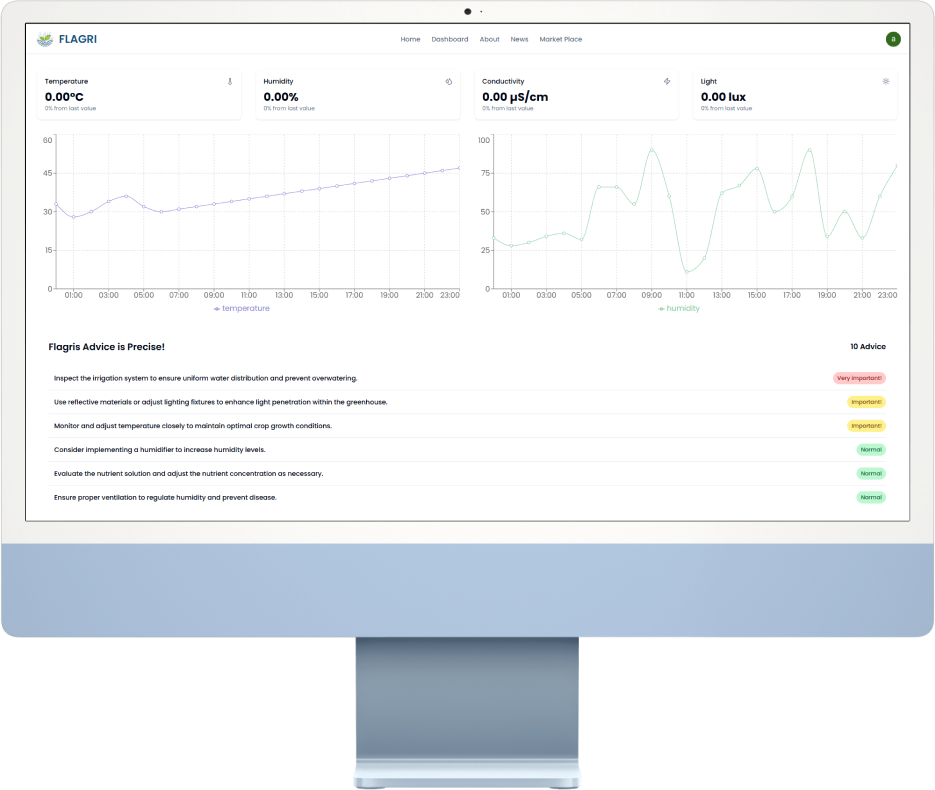 FLAGRI
Home Dashboard About News Market Place
a
Temperature
0.00°C
0% from last value
Humidity
0.00%
0% from last value
Conductivity
0.00 µS/cm
0% from last value
Light
0.00 lux
0% from last value
60
45
30
15
0
01:00 03:00 05:00 07:00 09:00 11:00 13:00 15:00 17:00 19:00 21:00 23:00
temperature
100
75
50
25
0
01:00 03:00 05:00 07:00 09:00 11:00 13:00 15:00 17:00 19:00 21:00 23:00
humidity
Flagris Advice is Precise! 10 Advice
Inspect the irrigation system to ensure uniform water distribution and prevent overwatering. Very Important!
Use reflective materials or adjust lighting fixtures to enhance light penetration within the greenhouse. Important!
Monitor and adjust temperature closely to maintain optimal crop growth conditions. Important!
Consider implementing a humidifier to increase humidity levels. Normal
Evaluate the nutrient solution and adjust the nutrient concentration as necessary. Normal
Ensure proper ventilation to regulate humidity and prevent disease. Normal